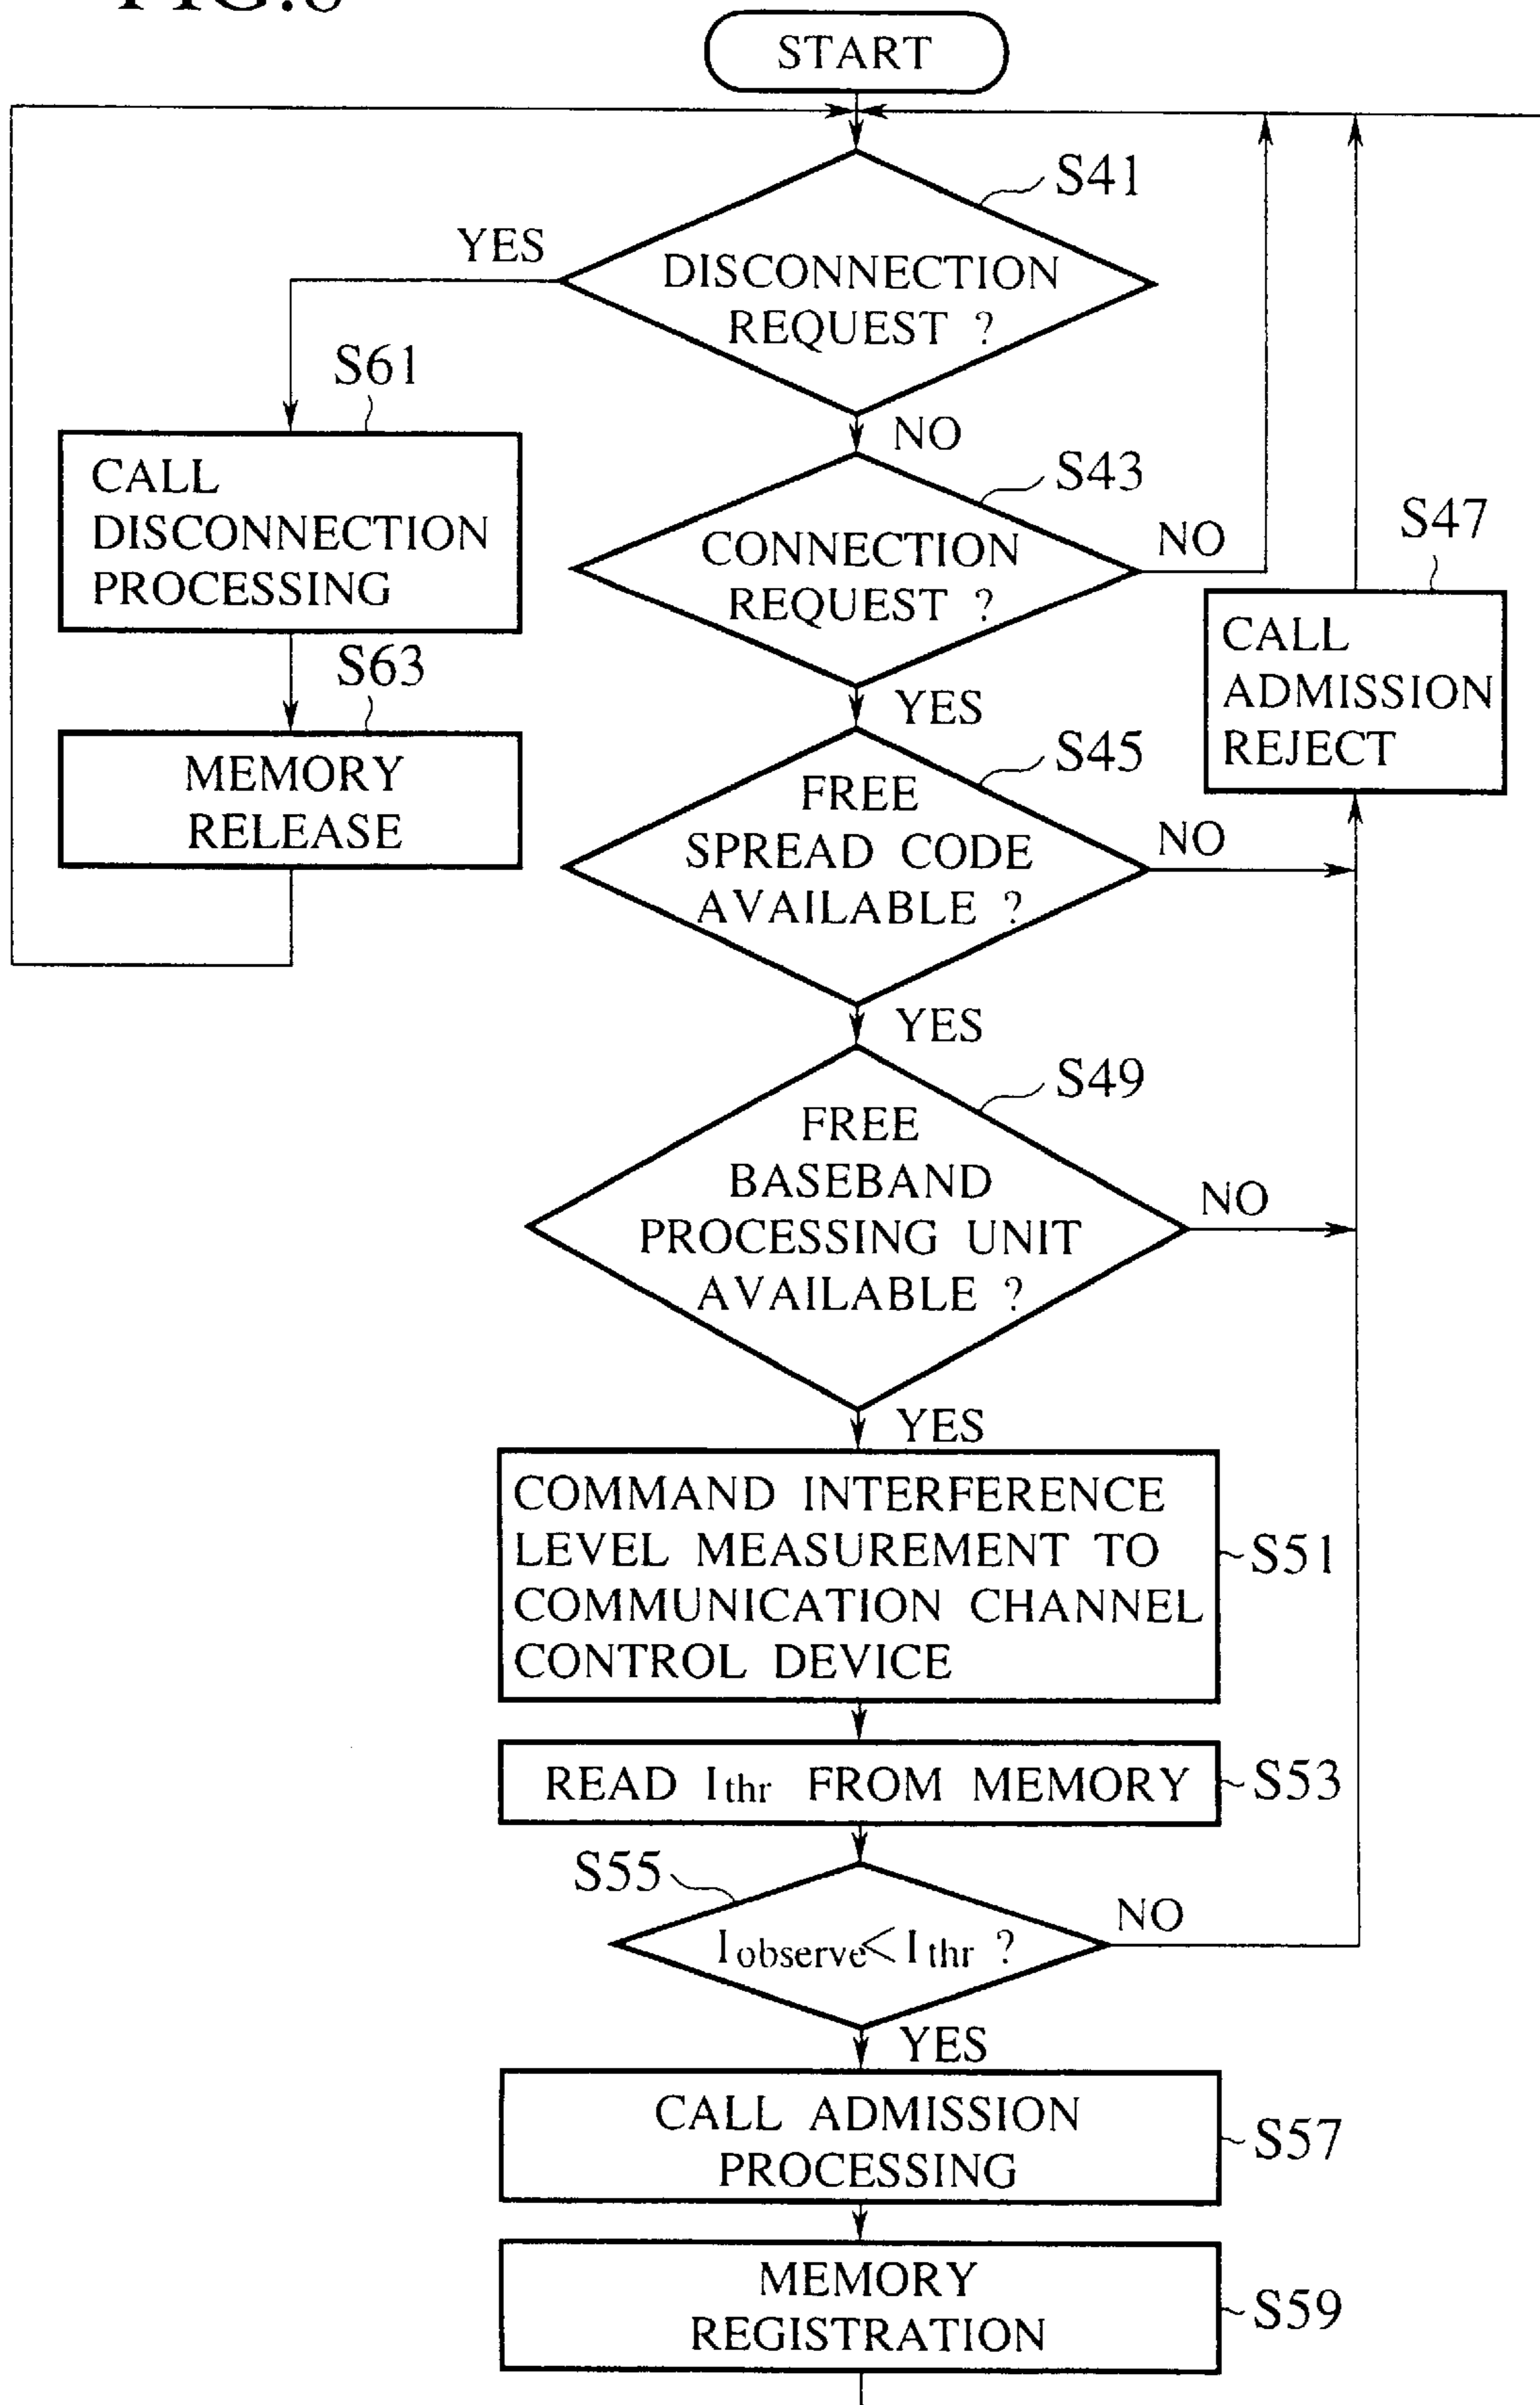 START
S41
YES
DISCONNECTION
REQUEST ?
S61
NO
CALL
DISCONNECTION
PROCESSING
S43
CONNECTION
REQUEST ?
NO
S47
CALL
ADMISSION
REJECT
S63
YES
MEMORY
RELEASE
S45
FREE
SPREAD CODE
AVAILABLE ?
NO
YES
S49
FREE
BASEBAND
PROCESSING UNIT
AVAILABLE ?
NO
YES
COMMAND INTERFERENCE
LEVEL MEASUREMENT TO
COMMUNICATION CHANNEL
CONTROL DEVICE
S51
READ Ithr FROM MEMORY
S53
S55
Iobserve< Ithr ?
NO
YES
CALL ADMISSION
PROCESSING
S57
MEMORY
REGISTRATION
S59